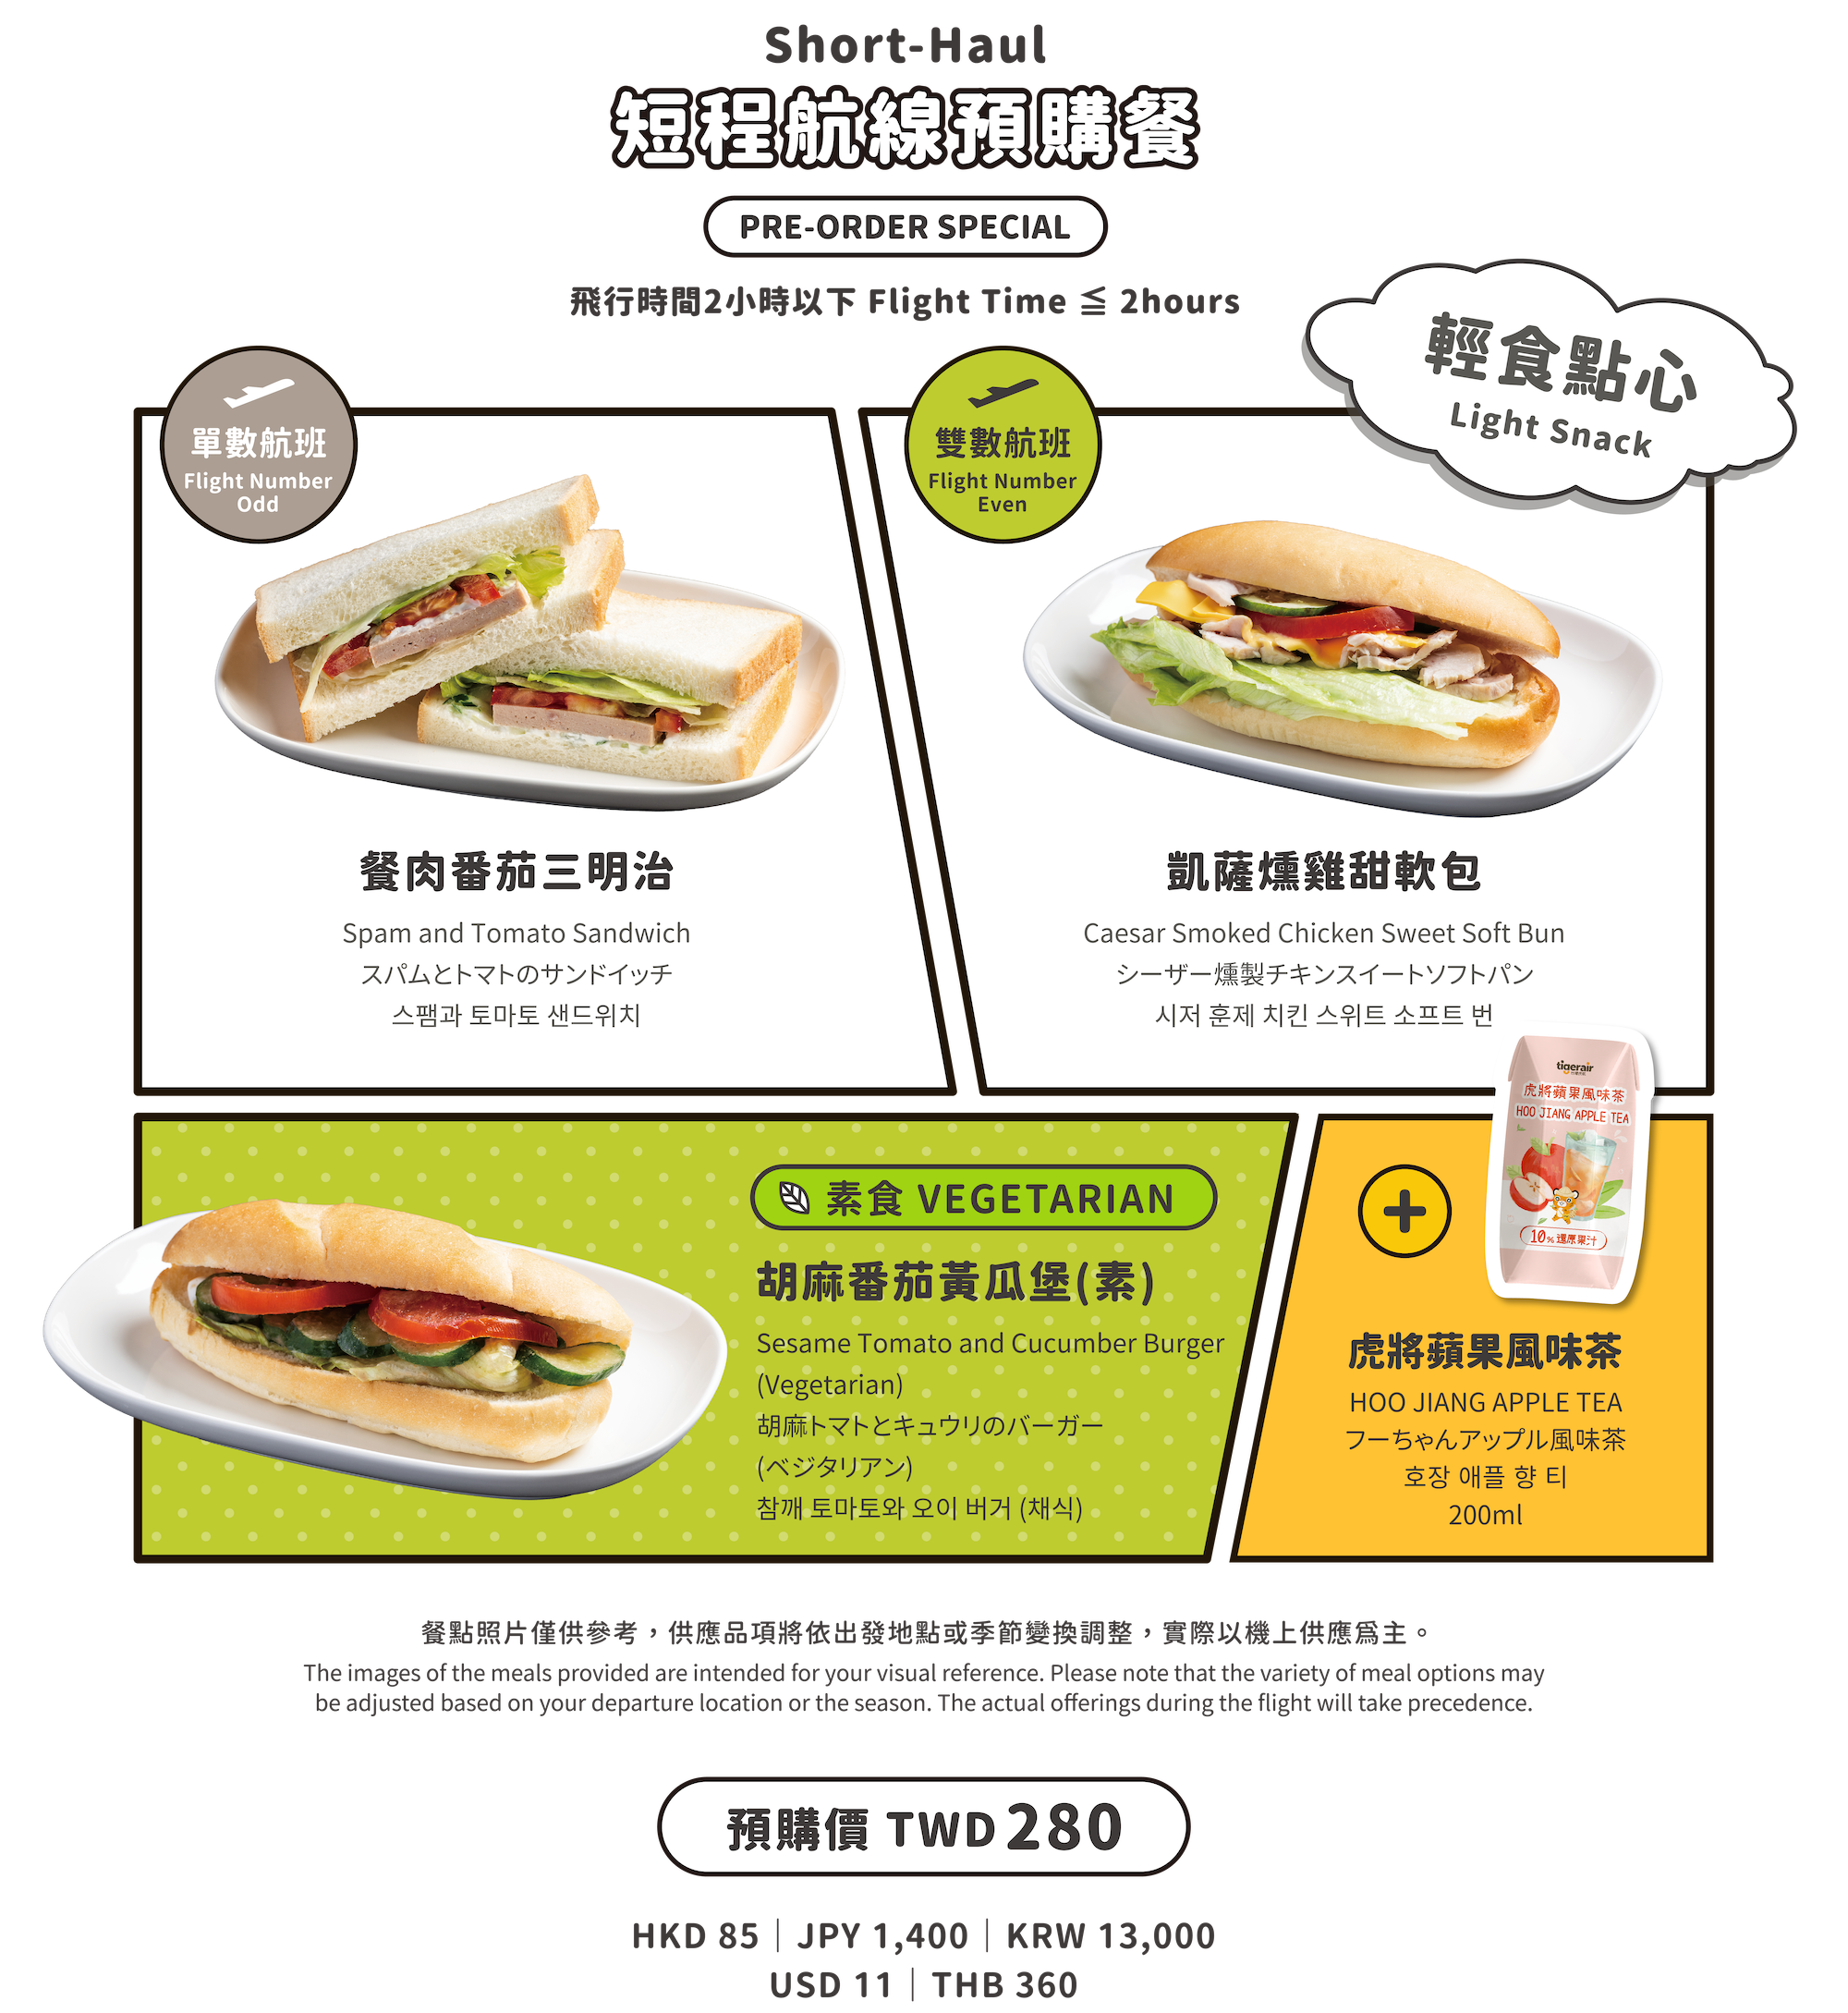 Short-Haul
短程航線預購餐
PRE-ORDER SPECIAL
飛行時間2小時以下 Flight Time ≦ 2hours
輕食點心
Light Snack
單數航班
Flight Number
Odd
雙數航班
Flight Number
Even
餐肉番茄三明治
Spam and Tomato Sandwich
スパムとトマトのサンドイッチ
스팸과 토마토 샌드위치
凱薩燻雞甜軟包
Caesar Smoked Chicken Sweet Soft Bun
シーザー燻製チキンスイートソフトパン
시저 훈제 치킨 스위트 소프트 번
素食 VEGETARIAN
胡麻番茄黃瓜堡(素)
Sesame Tomato and Cucumber Burger
(Vegetarian)
胡麻トマトとキュウリのバーガー
(ベジタリアン)
참깨 토마토와 오이 버거 (채식)
+
tigerair
虎將蘋果風味茶
HOO JIANG APPLE TEA
10% 還原果汁
虎將蘋果風味茶
HOO JIANG APPLE TEA
フーちゃんアップル風味茶
호장 애플 향 티
200ml
餐點照片僅供參考，供應品項將依出發地點或季節變換調整，實際以機上供應為主。
The images of the meals provided are intended for your visual reference. Please note that the variety of meal options may
be adjusted based on your departure location or the season. The actual offerings during the flight will take precedence.
預購價 TWD 280
HKD 85｜JPY 1,400｜KRW 13,000
USD 11｜THB 360